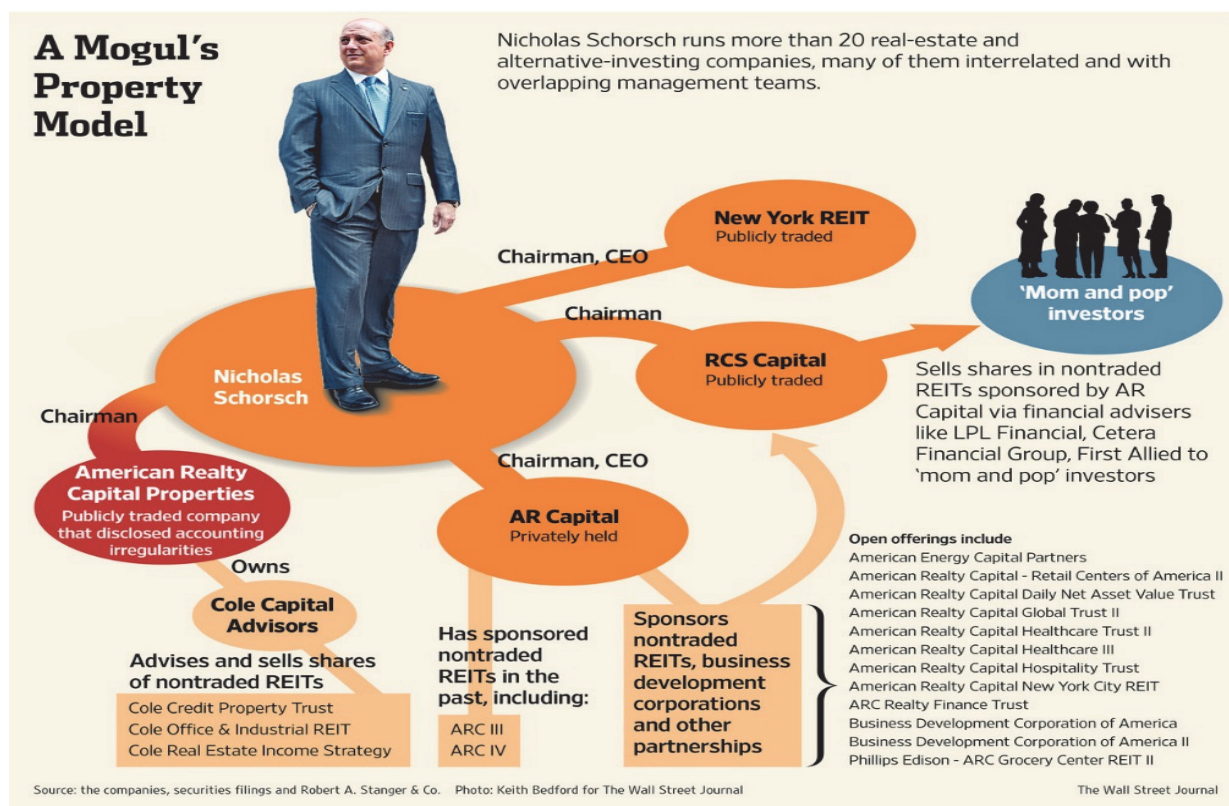 A Mogul's
Property
Model
Nicholas Schorsch runs more than 20 real-estate and
alternative-investing companies, many of them interrelated and with
overlapping management teams.
New York REIT
Publicly traded
Chairman, CEO
'Mom and pop'
investors
Chairman
RCS Capital
Publicly traded
Nicholas
Schorsch
Sells shares in nontraded
REITs sponsored by AR
Capital via financial advisers
like LPL Financial, Cetera
Financial Group, First Allied to
'mom and pop' investors
Chairman
Chairman, CEO
American Realty
Capital Properties
Publicly traded company
that disclosed accounting
irregularities
AR Capital
Privately held
Owns
Cole Capital
Advisors
Advises and sells shares
of nontraded REITs
Cole Credit Property Trust
Cole Office & Industrial REIT
Cole Real Estate Income Strategy
Has sponsored
nontraded
REITs in the
past, including:
ARC III
ARC IV
Sponsors
nontraded
REITs, business
development
corporations
and other
partnerships
Open offerings include
American Energy Capital Partners
American Realty Capital - Retail Centers of America II
American Realty Capital Daily Net Asset Value Trust
American Realty Capital Global Trust II
American Realty Capital Healthcare Trust II
American Realty Capital Healthcare III
American Realty Capital Hospitality Trust
American Realty Capital New York City REIT
ARC Realty Finance Trust
Business Development Corporation of America
Business Development Corporation of America II
Phillips Edison - ARC Grocery Center REIT II
Source: the companies, securities filings and Robert A. Stanger & Co. Photo: Keith Bedford for The Wall Street Journal
The Wall Street Journal